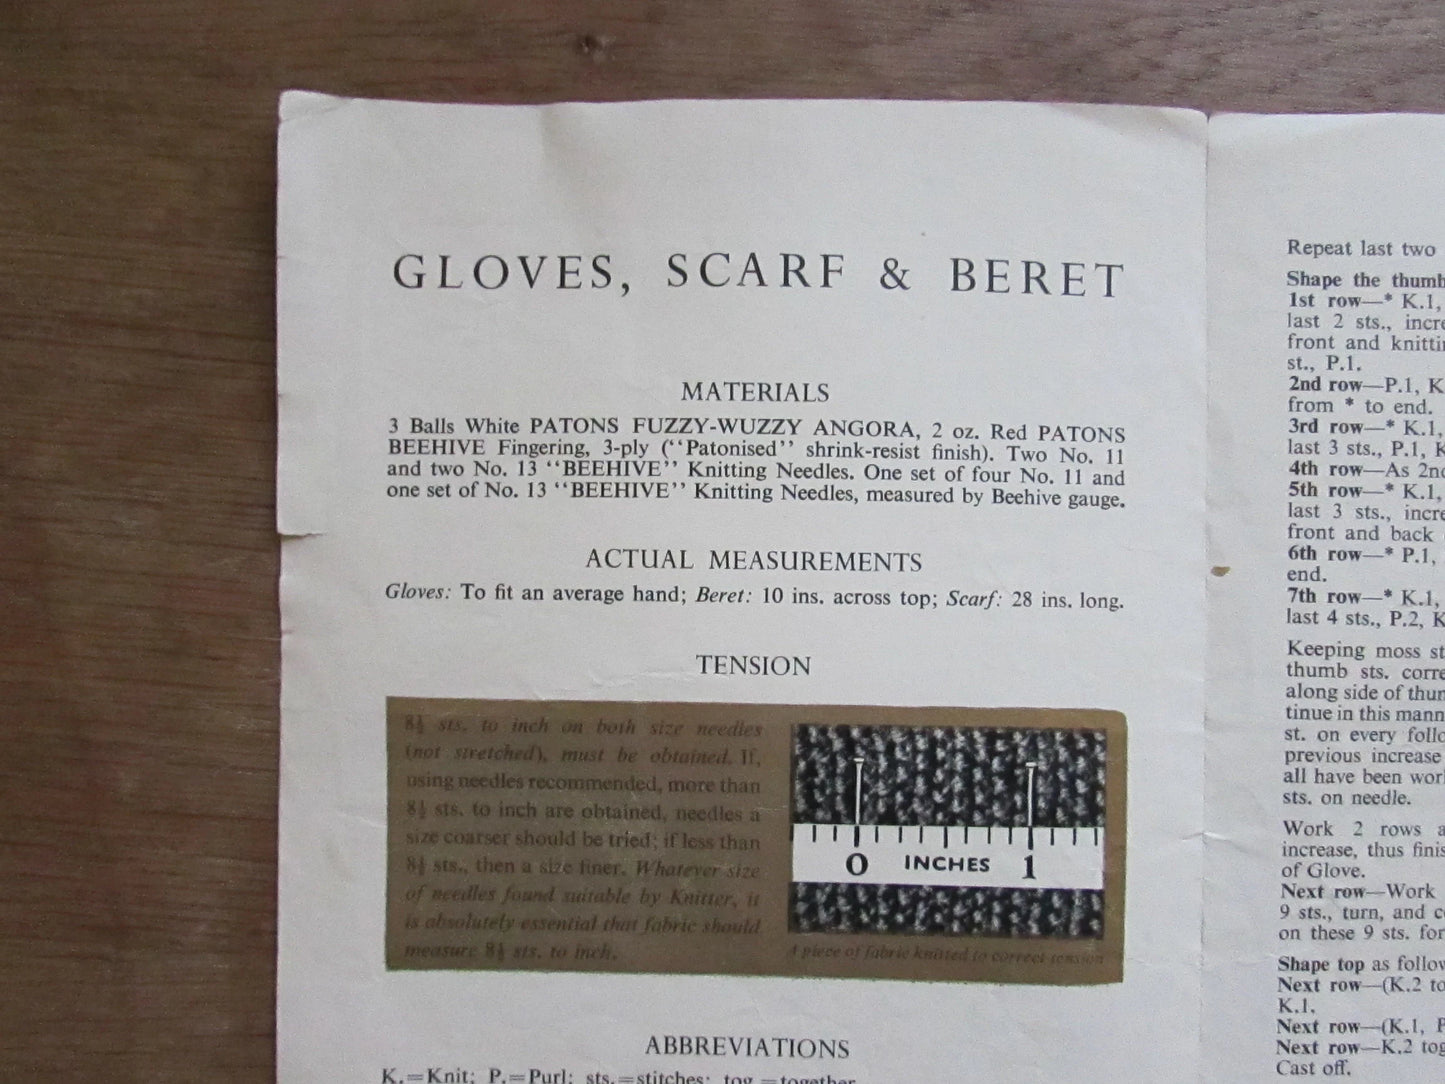 GLOVES, SCARF & BERET
MATERIALS
3 Balls White PATONS FUZZY-WUZZY ANGORA, 2 oz. Red PATONS
BEEHIVE Fingering, 3-ply (“Patonised” shrink-resist finish). Two No. 11
and two No. 13 “BEEHIVE” Knitting Needles. One set of four No. 11 and
one set of No. 13 “BEEHIVE” Knitting Needles, measured by Beehive gauge.
ACTUAL MEASUREMENTS
Gloves: To fit an average hand; Beret: 10 ins. across top; Scarf: 28 ins. long.
TENSION
8½ sts. to inch on both size needles
(not stretched), must be obtained. If,
using needles recommended, more than
8½ sts. to inch are obtained, needles a
size coarser should be tried; if less than
8½ sts., then a size finer. Whatever size
of needles found suitable by Knitter, it
is absolutely essential that fabric should
measure 8½ sts. to inch.
0 INCHES 1
A piece of fabric knitted to correct tension
ABBREVIATIONS
K.=Knit; P.=Purl; sts.=stitches; tog.=together
Repeat last two
Shape the thumb
1st row—* K.1,
last 2 sts., incre
front and knittin
st., P.1.
2nd row—P.1, K
from * to end.
3rd row—* K.1,
last 3 sts., P.1, K
4th row—As 2nd
5th row—* K.1,
last 3 sts., incre
front and back
6th row—* P.1,
end.
7th row—* K.1,
last 4 sts., P.2, K
Keeping moss st
thumb sts. corre
along side of thum
tinue in this mann
st. on every follo
previous increase
all have been wor
sts. on needle.
Work 2 rows a
increase, thus finis
of Glove.
Next row—Work
9 sts., turn, and c
on these 9 sts. for
Shape top as follow
Next row—(K.2 to
K.1.
Next row—(K.1, P
Next row—K.2 tog
Cast off.